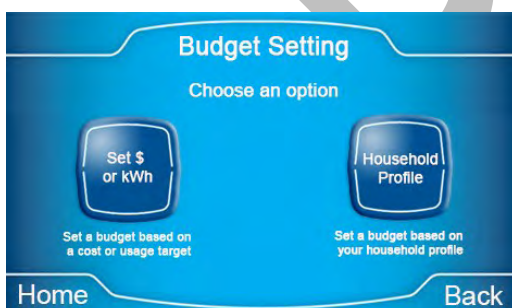 Budget Setting
Choose an option
Set $
or kWh
Household
Profile
Set a budget based on
a cost or usage target
Set a budget based on
your household profile
Home
Back